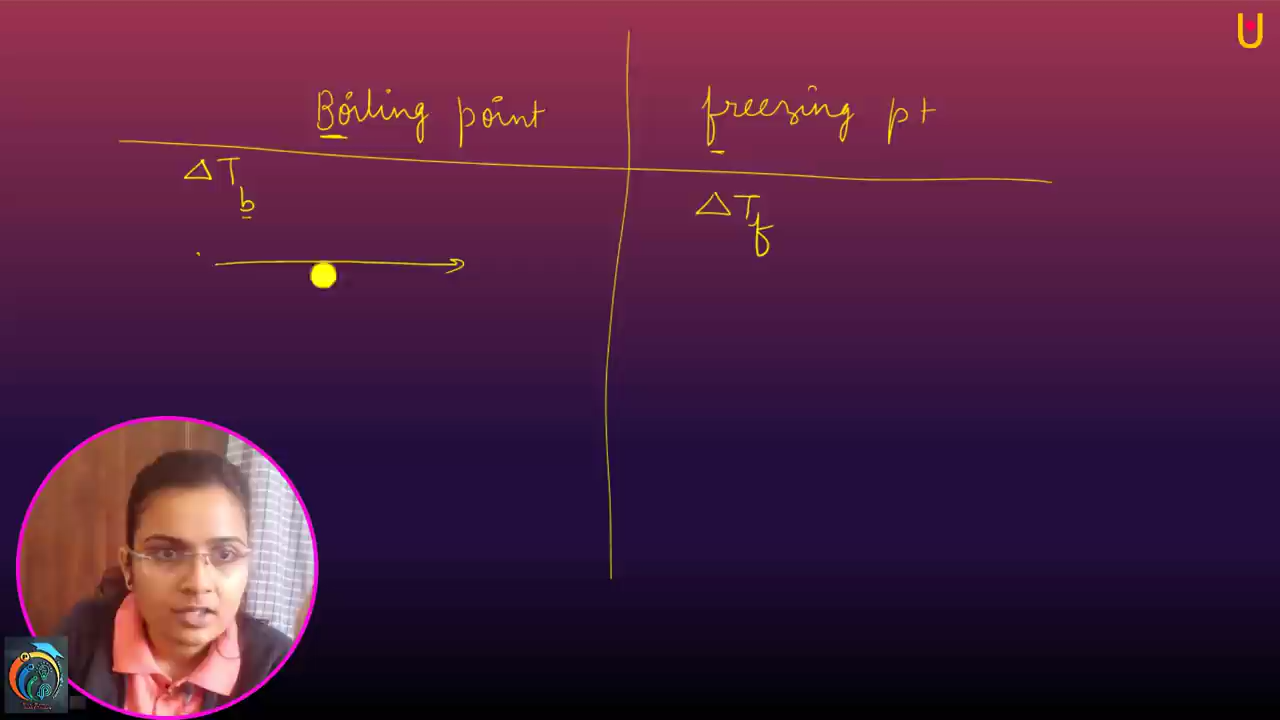 Boiling point
freezing pt
ΔTb
ΔTf